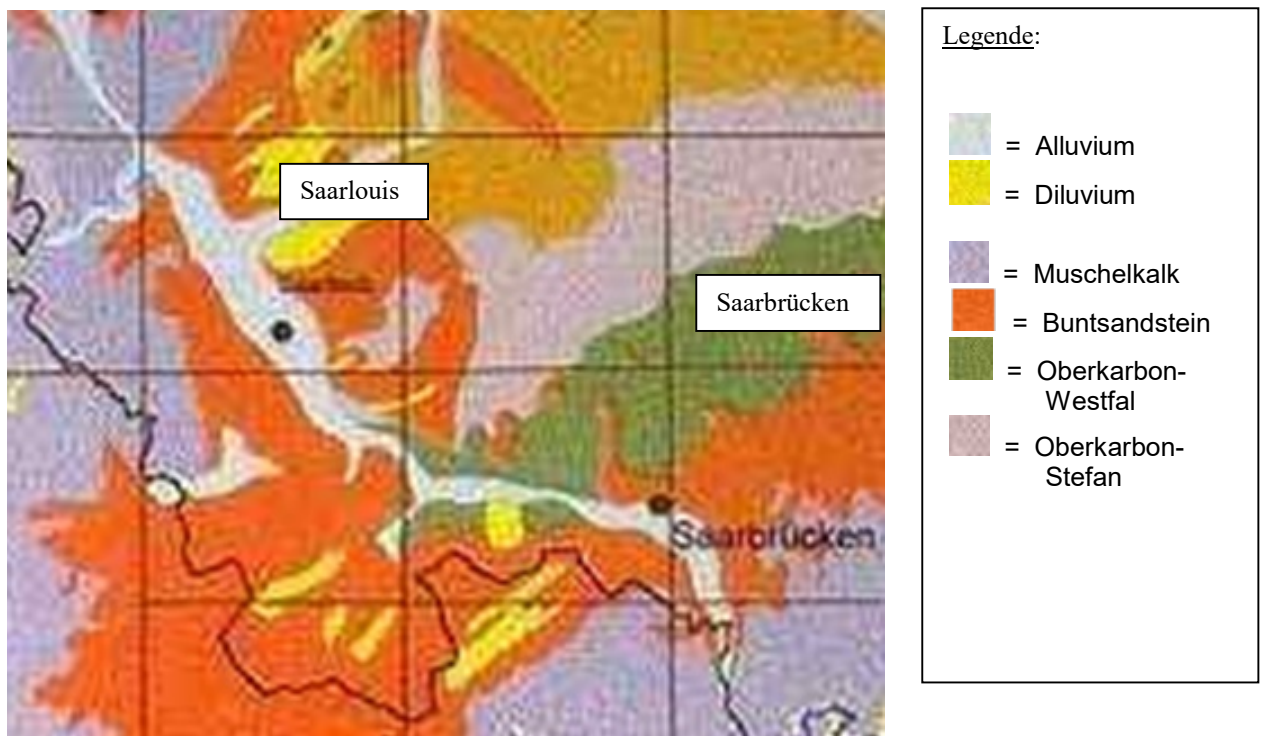 Saarlouis
Saarbrücken
Saarbrücken
Legende:
= Alluvium
= Diluvium
= Muschelkalk
= Buntsandstein
= Oberkarbon-
Westfal
= Oberkarbon-
Stefan